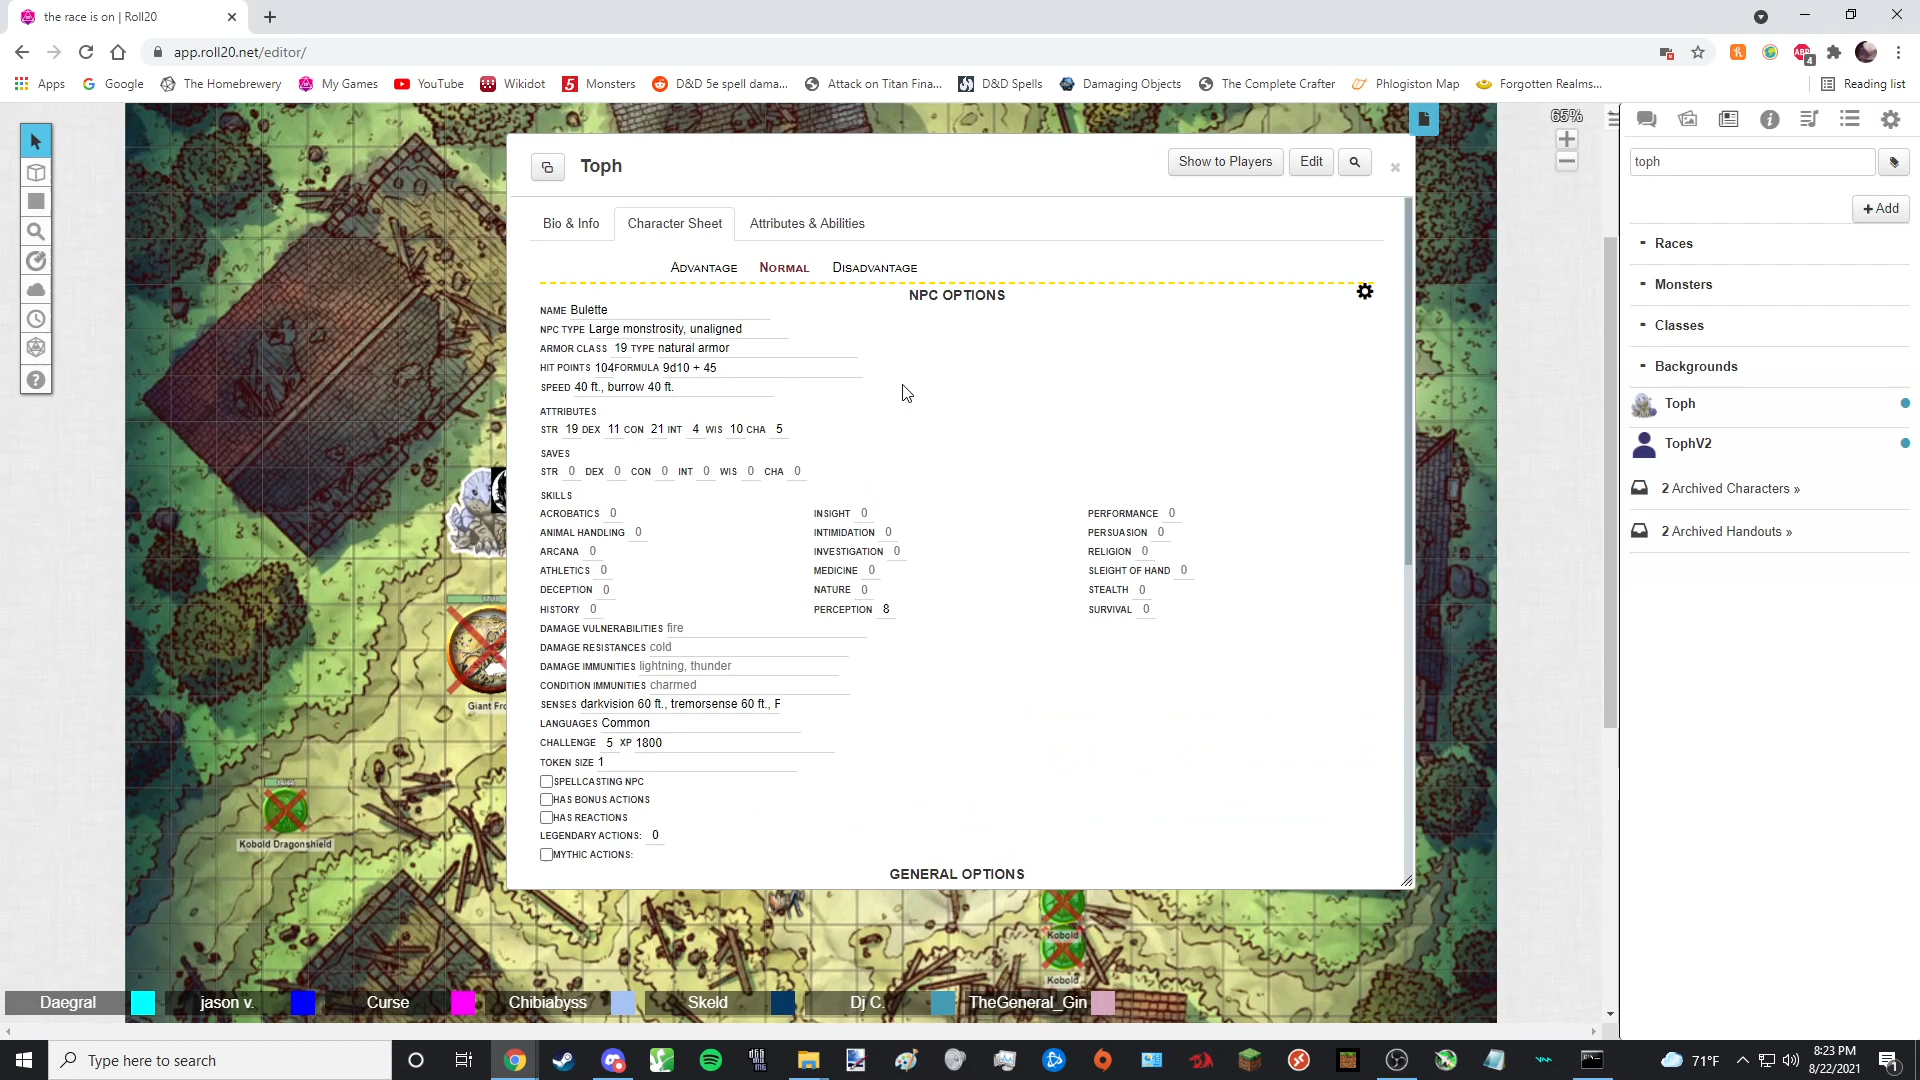 the race is on | Roll20
app.roll20.net/editor/
Apps Google The Homebrewery My Games YouTube Wikidot Monsters D&D 5e spell dama... Attack on Titan Fina... D&D Spells Damaging Objects The Complete Crafter Phlogiston Map Forgotten Realms... Reading list
65%
Toph
Show to Players Edit
toph
+ Add
Bio & Info Character Sheet Attributes & Abilities
Races
Monsters
Classes
Backgrounds
Toph
TophV2
2 Archived Characters »
2 Archived Handouts »
ADVANTAGE NORMAL DISADVANTAGE
NPC OPTIONS
NAME Bulette
NPC TYPE Large monstrosity, unaligned
ARMOR CLASS 19 TYPE natural armor
HIT POINTS 104 FORMULA 9d10 + 45
SPEED 40 ft., burrow 40 ft.
ATTRIBUTES
STR 19 DEX 11 CON 21 INT 4 WIS 10 CHA 5
SAVES
STR 0 DEX 0 CON 0 INT 0 WIS 0 CHA 0
SKILLS
ACROBATICS 0 INSIGHT 0 PERFORMANCE 0
ANIMAL HANDLING 0 INTIMIDATION 0 PERSUASION 0
ARCANA 0 INVESTIGATION 0 RELIGION 0
ATHLETICS 0 MEDICINE 0 SLEIGHT OF HAND 0
DECEPTION 0 NATURE 0 STEALTH 0
HISTORY 0 PERCEPTION 8 SURVIVAL 0
DAMAGE VULNERABILITIES fire
DAMAGE RESISTANCES cold
DAMAGE IMMUNITIES lightning, thunder
CONDITION IMMUNITIES charmed
SENSES darkvision 60 ft., tremorsense 60 ft., F
LANGUAGES Common
CHALLENGE 5 XP 1800
TOKEN SIZE 1
SPELLCASTING NPC
HAS BONUS ACTIONS
HAS REACTIONS
LEGENDARY ACTIONS: 0
MYTHIC ACTIONS:
GENERAL OPTIONS
Giant Fro
Kobold Dragonshield
Kobold
Kobold
Daegral jason v. Curse Chibiabyss Skeld Dj C. TheGeneral_Gin
Type here to search
71°F
8:23 PM
8/22/2021